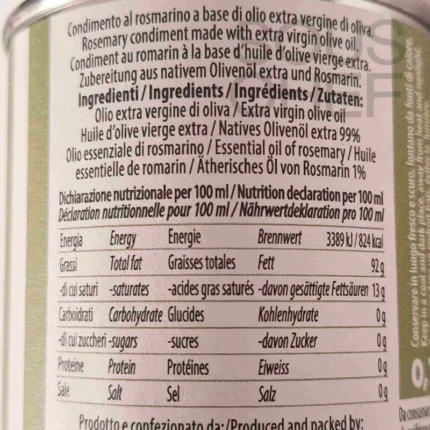 Condimento al rosmarino a base di olio extra vergine di oliva.
Rosemary condiment made with extra virgin olive oil.
Condiment au romarin à la base d'huile d'olive vierge extra.
Zubereitung aus nativem Olivenöl extra und Rosmarin.
Ingredienti / Ingredients / Ingrédients / Zutaten:
Olio extra vergine di oliva / Extra virgin olive oil
Huile d'olive vierge extra / Natives Olivenöl extra 99%
Olio essenziale di rosmarino / Essential oil of rosemary / Huile
essentielle de romarin / Ätherisches Öl von Rosmarin 1%
Dichiarazione nutrizionale per 100 ml / Nutrition declaration per 100 ml
Déclaration nutritionnelle pour 100 ml / Nährwertdeklaration pro 100 ml
Energia Energy Energie Brennwert 3389 kJ / 824 kcal
Grassi Total fat Graisses totales Fett 92 g
-di cui saturi -saturates -acides gras saturés -davon gesättigte Fettsäuren 13 g
Carboidrati Carbohydrate Glucides Kohlenhydrate 0 g
-di cui zuccheri -sugars -sucres -davon Zucker 0 g
Proteine Protein Protéines Eiweiss 0 g
Sale Salt Sel Salz 0 g
Prodotto e confezionato da: / Produced and packed by:
Conservare in luogo fresco e scuro, lontano da fonti di calore.
Keep in a cool and dark place, away from heat and sunlight.
0,
Da consumarsi